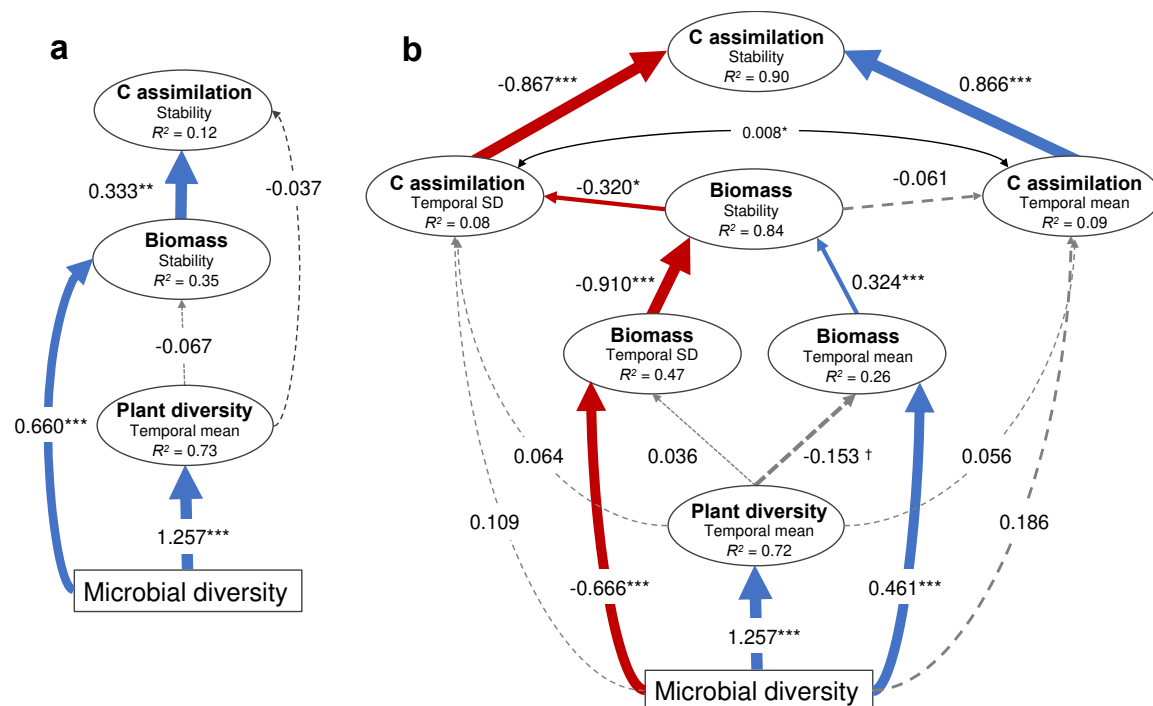 a
C assimilation
Stability
R² = 0.12
0.333**
-0.037
Biomass
Stability
R² = 0.35
-0.067
0.660***
Plant diversity
Temporal mean
R² = 0.73
1.257***
Microbial diversity
b
C assimilation
Stability
R² = 0.90
-0.867***
0.866***
0.008*
C assimilation
Temporal SD
R² = 0.08
-0.320*
Biomass
Stability
R² = 0.84
-0.061
C assimilation
Temporal mean
R² = 0.09
-0.910***
0.324***
Biomass
Temporal SD
R² = 0.47
Biomass
Temporal mean
R² = 0.26
0.064
0.036
-0.153 †
0.056
Plant diversity
Temporal mean
R² = 0.72
0.109
0.186
-0.666***
0.461***
1.257***
Microbial diversity